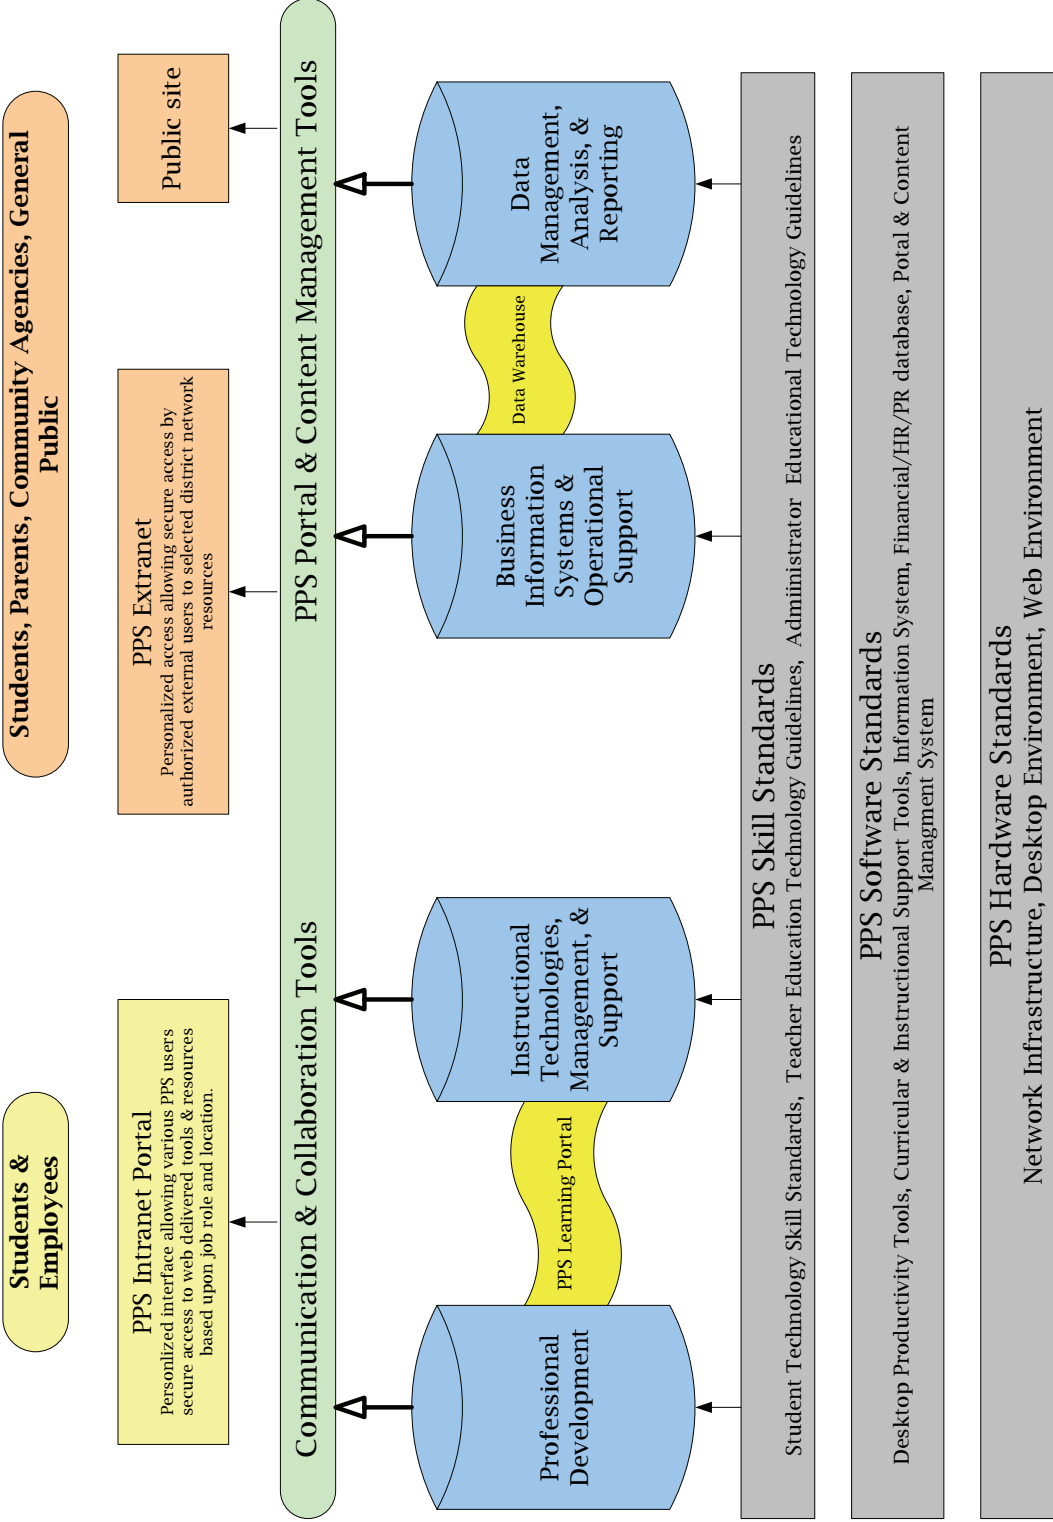 Students &
Employees
Students, Parents, Community Agencies, General
Public
PPS Intranet Portal
Personlized interface allowing various PPS users
secure access to web delivered tools & resources
based upon job role and location.
PPS Extranet
Personalized access allowing secure access by
authorized external users to selected district network
resources
Public site
Communication & Collaboration Tools
PPS Portal & Content Management Tools
Professional
Development
PPS Learning Portal
Instructional
Technologies,
Management, &
Support
Business
Information
Systems &
Operational
Support
Data Warehouse
Data
Management,
Analysis, &
Reporting
PPS Skill Standards
Student Technology Skill Standards, Teacher Education Technology Guidelines, Admiinistrator Educational Technology Guidelines
PPS Software Standards
Desktop Productivity Tools, Curricular & Instructional Support Tools, Information System, Financial/HR/PR database, Potal & Content
Managment System
PPS Hardware Standards
Network Infrastructure, Desktop Environment, Web Environment